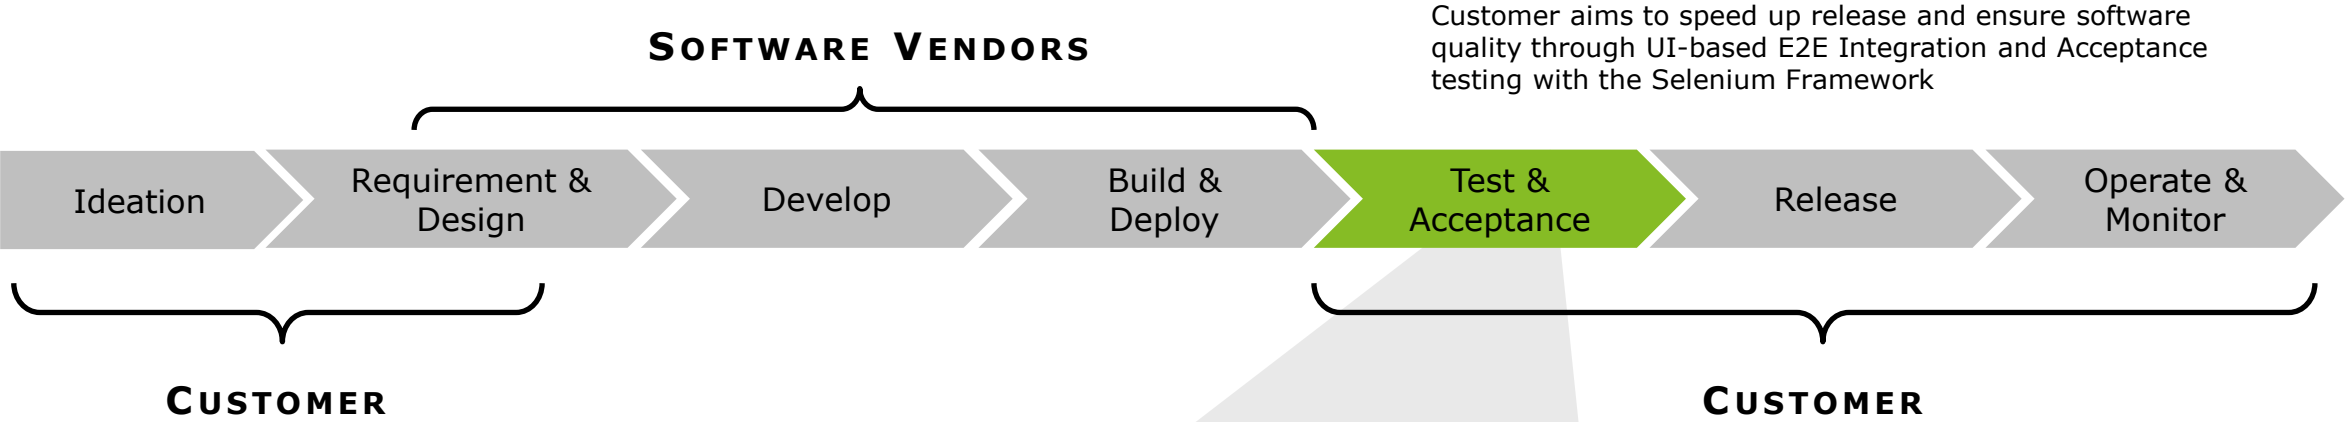 Customer aims to speed up release and ensure software
quality through UI-based E2E Integration and Acceptance
testing with the Selenium Framework
SOFTWARE VENDORS
Ideation
Requirement &
Design
Develop
Build &
Deploy
Test &
Acceptance
Release
Operate &
Monitor
CUSTOMER
CUSTOMER